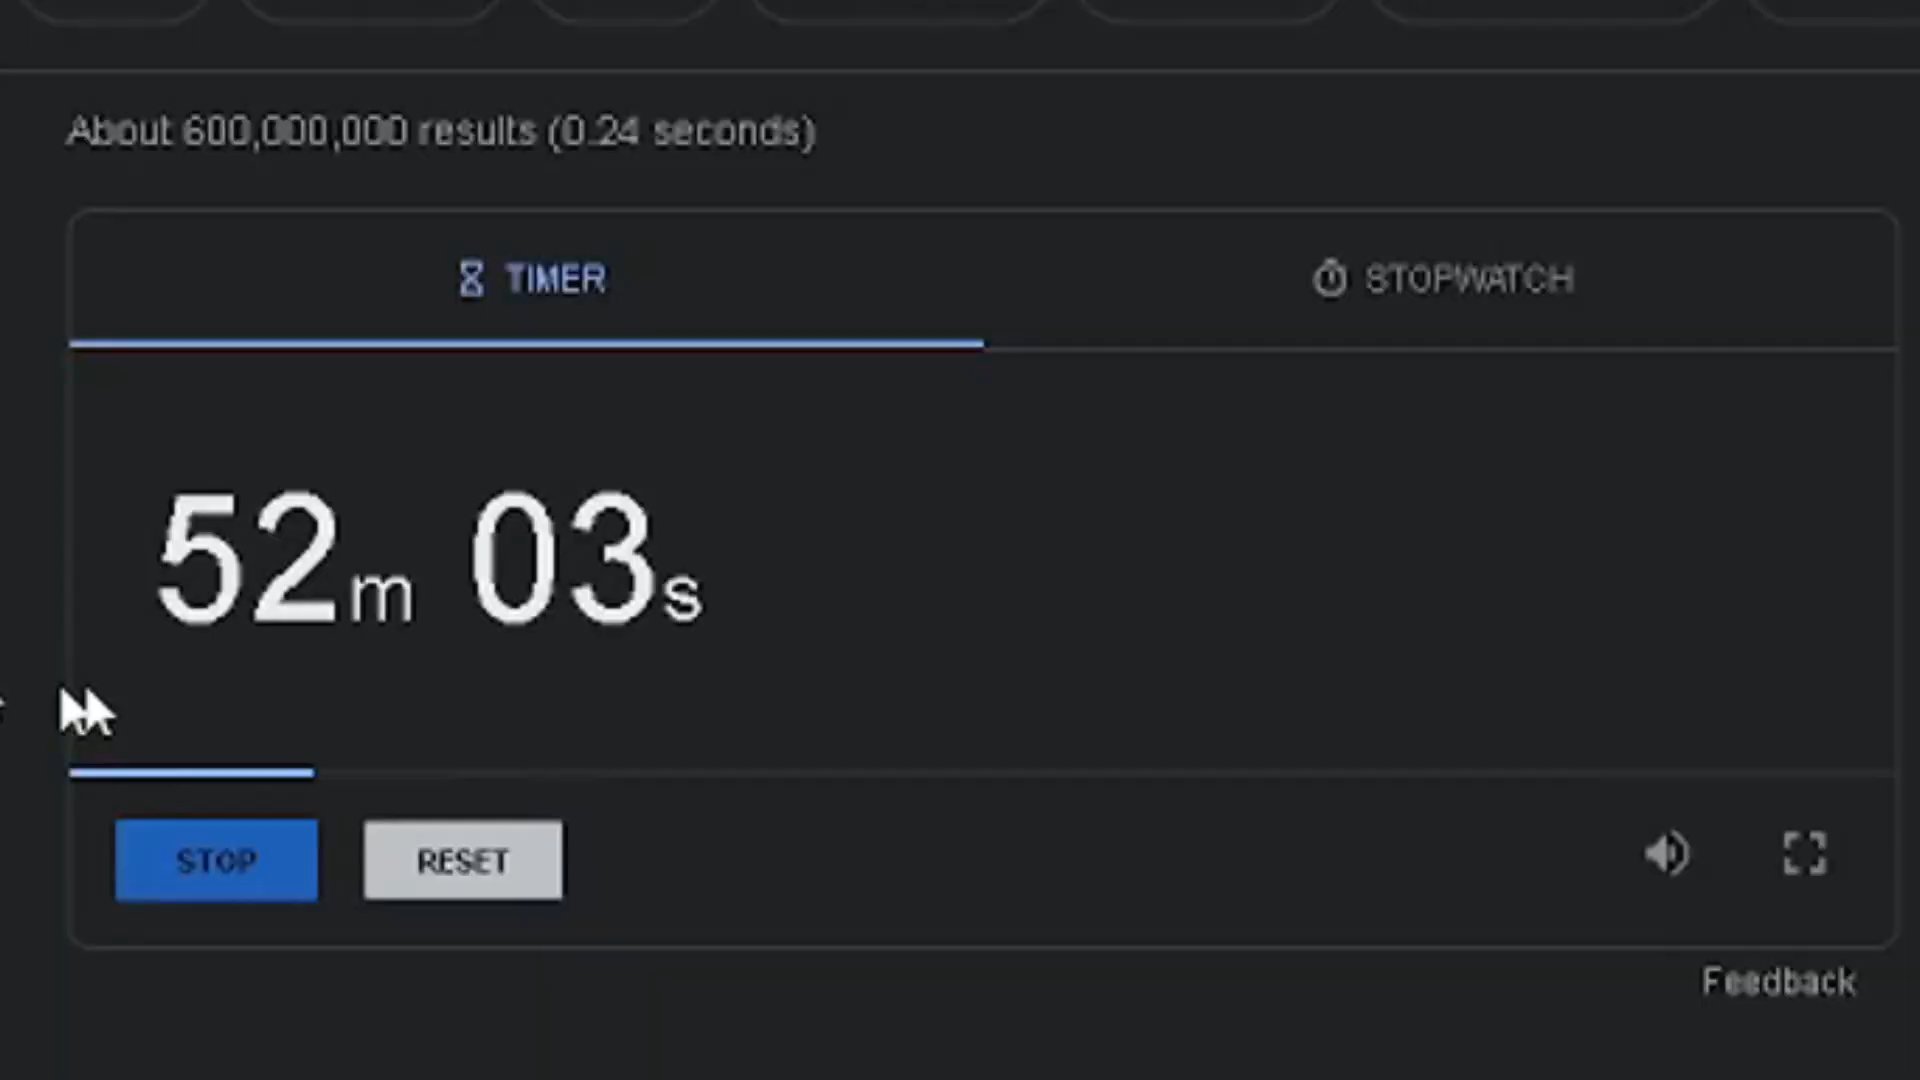 About 600,000,000 results (0.24 seconds)
TIMER
STOPWATCH
52m 03s
STOP
RESET
Feedback